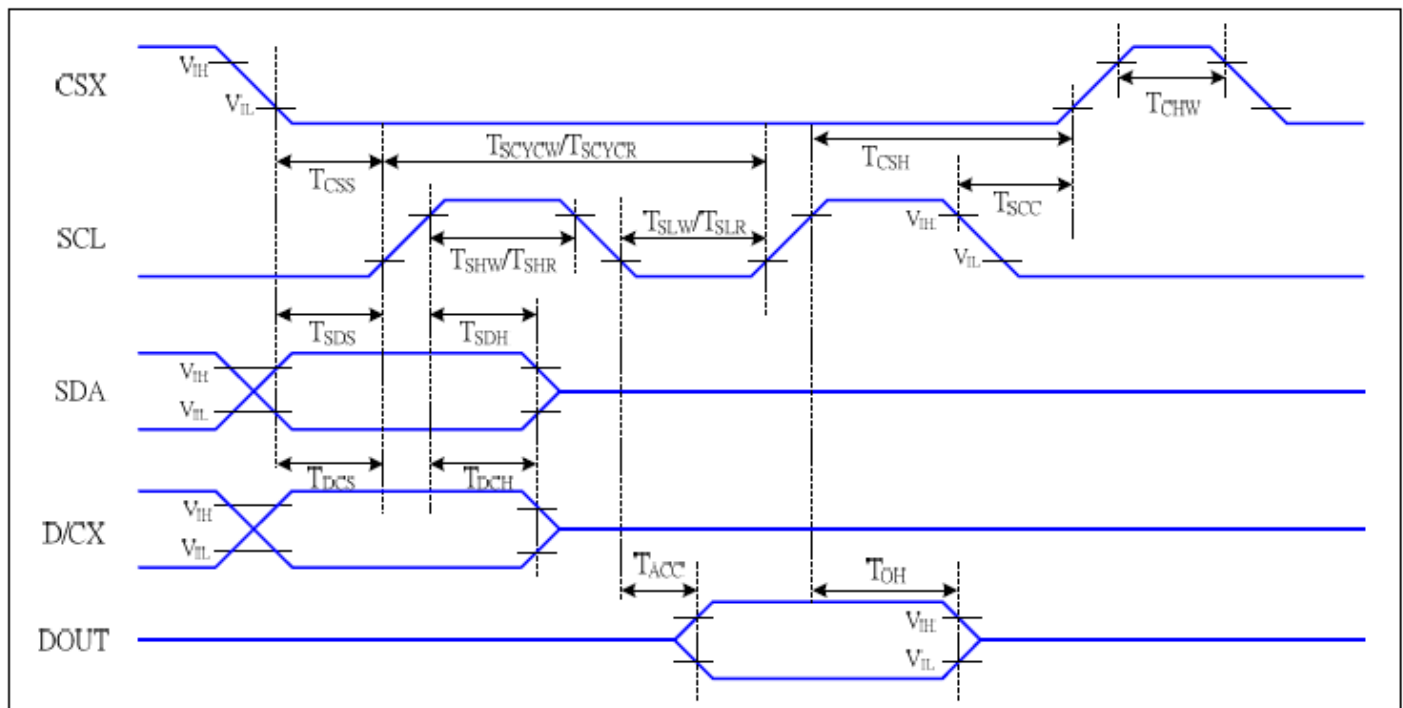 CSX
VIH
VIL
TCHW
TSCYCW/TSCYCR
TCSS
TCSH
TSCC
SCL
TSHW/TSHR
TSLW/TSLR
VIH
VIL
TSDS
TSDH
SDA
VIH
VIL
TDCS
TDCH
D/CX
VIH
VIL
TACC
TOH
DOUT
VIH
VIL